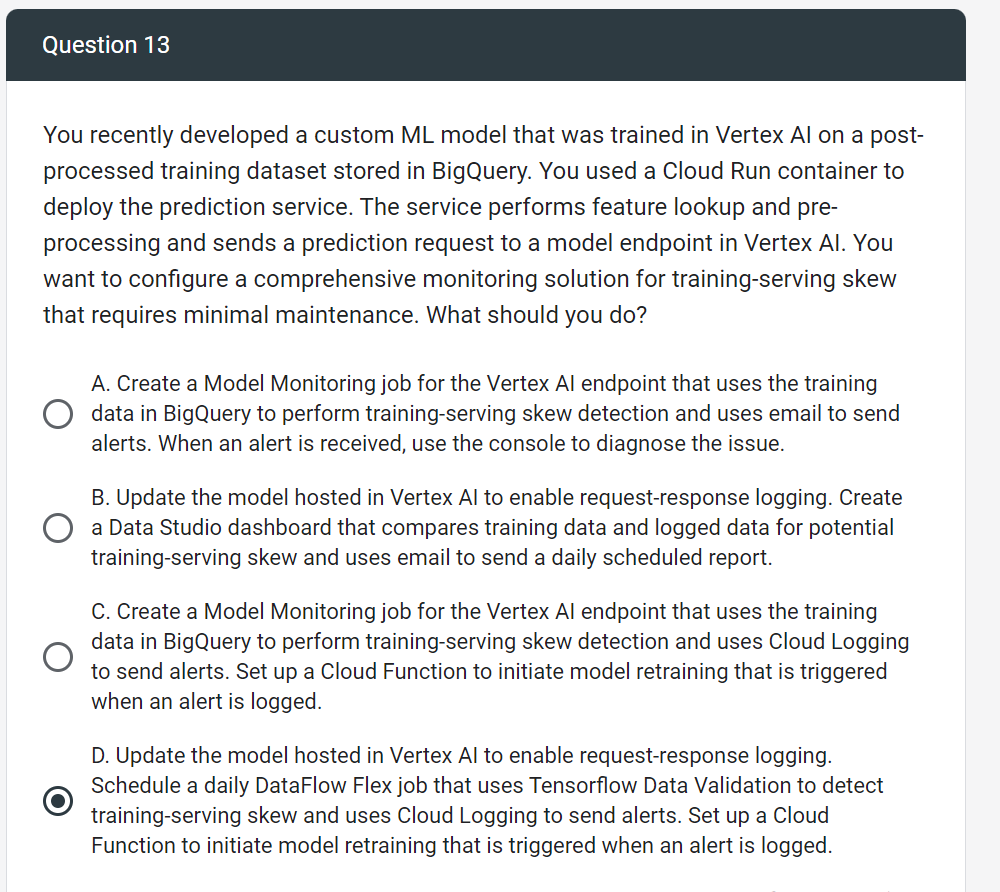 Question 13
You recently developed a custom ML model that was trained in Vertex AI on a post-
processed training dataset stored in BigQuery. You used a Cloud Run container to
deploy the prediction service. The service performs feature lookup and pre-
processing and sends a prediction request to a model endpoint in Vertex AI. You
want to configure a comprehensive monitoring solution for training-serving skew
that requires minimal maintenance. What should you do?
A. Create a Model Monitoring job for the Vertex AI endpoint that uses the training
data in BigQuery to perform training-serving skew detection and uses email to send
alerts. When an alert is received, use the console to diagnose the issue.
B. Update the model hosted in Vertex AI to enable request-response logging. Create
a Data Studio dashboard that compares training data and logged data for potential
training-serving skew and uses email to send a daily scheduled report.
C. Create a Model Monitoring job for the Vertex AI endpoint that uses the training
data in BigQuery to perform training-serving skew detection and uses Cloud Logging
to send alerts. Set up a Cloud Function to initiate model retraining that is triggered
when an alert is logged.
D. Update the model hosted in Vertex AI to enable request-response logging.
Schedule a daily DataFlow Flex job that uses Tensorflow Data Validation to detect
training-serving skew and uses Cloud Logging to send alerts. Set up a Cloud
Function to initiate model retraining that is triggered when an alert is logged.